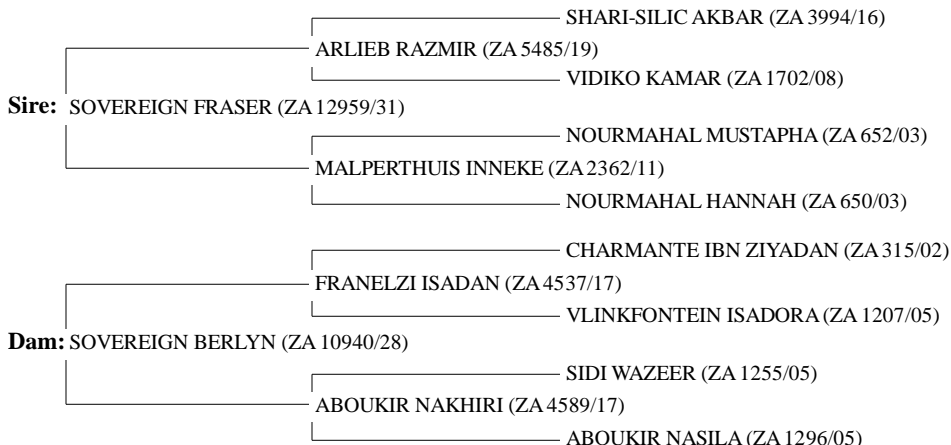 SHARI-SILIC AKBAR (ZA 3994/16)
ARLIEB RAZMIR (ZA 5485/19)
VIDIKO KAMAR (ZA 1702/08)
Sire: SOVEREIGN FRASER (ZA 12959/31)
NOURMAHAL MUSTAPHA (ZA 652/03)
MALPERTHUIS INNEKE (ZA 2362/11)
NOURMAHAL HANNAH (ZA 650/03)
CHARMANTE IBN ZIYADAN (ZA 315/02)
FRANELZI ISADAN (ZA 4537/17)
VLINKFONTEIN ISADORA (ZA 1207/05)
Dam: SOVEREIGN BERLYN (ZA 10940/28)
SIDI WAZEER (ZA 1255/05)
ABOUKIR NAKHIRI (ZA 4589/17)
ABOUKIR NASILA (ZA 1296/05)